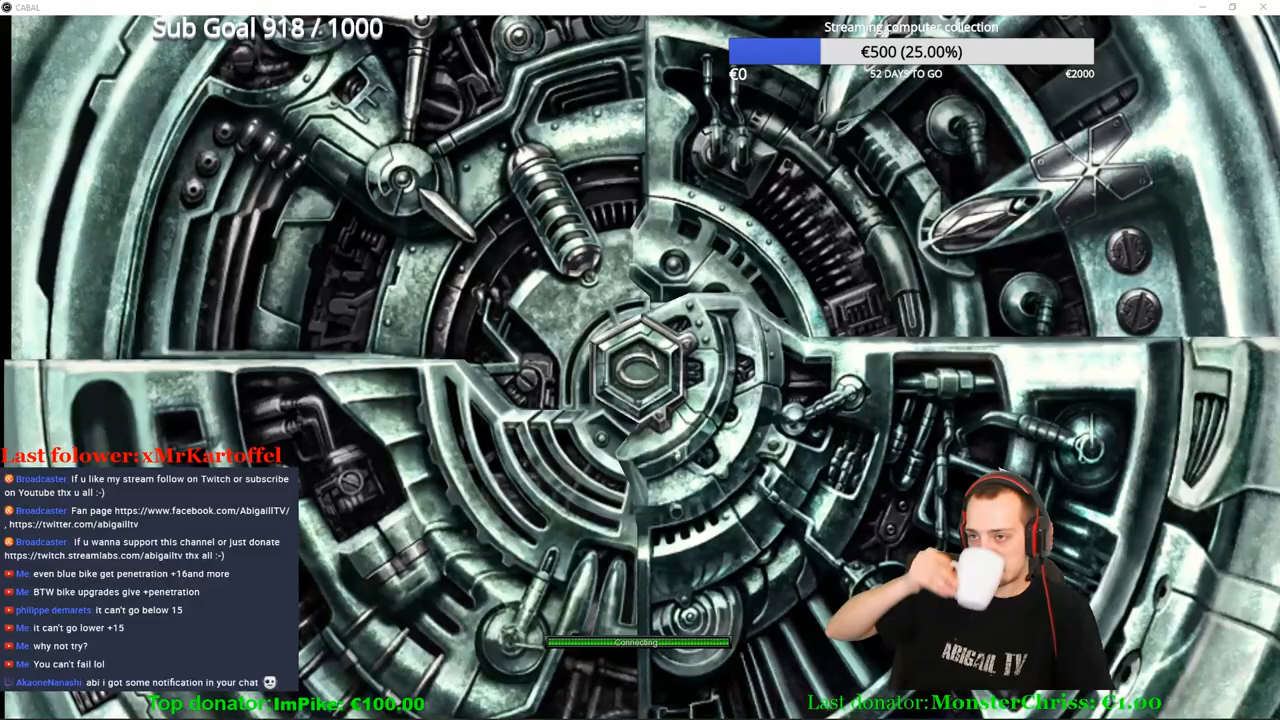 CABAL
Sub Goal 918 / 1000
Streaming computer collection
€500 (25.00%)
€0
52 DAYS TO GO
€2000
Last folower: xMrKartoffel
Broadcaster: If u like my stream follow on Twitch or subscribe
on Youtube thx u all :-)
Broadcaster: Fan page https://www.facebook.com/AbigailITV/
, https://twitter.com/abigailltv
Broadcaster: If u wanna support this channel or just donate
https://twitch.streamlabs.com/abigailtv thx all :-)
Me: even blue bike get penetration +16and more
Me: BTW bike upgrades give +penetration
philippe demarets: it can't go below 15
Me: it can't go lower +15
Me: why not try?
Me: You can't fail lol
AkaoneNanashi: abi i got some notification in your chat
Connecting
ABIGAIL TV
Top donator: ImPike: €100.00
Last donator: MonsterChriss: €1.00